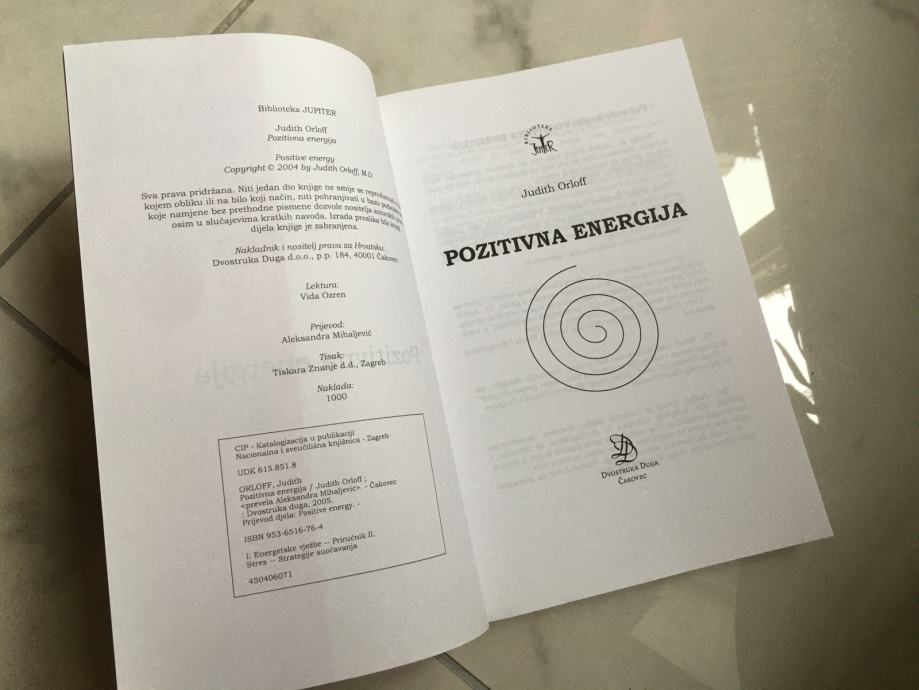 Biblioteka JUPITER
Judith Orloff
Pozitivna energija
Positive energy
Copyright © 2004 by Judith Orloff, M.D.
Sva prava pridržana. Niti jedan dio knjige ne smije se
kojem obliku ili na bilo koji način, niti pohranjivati u bazu
koje namjene bez prethodne pismene dozvole nositelja
osim u slučajevima kratkih navoda. Izrada preslika bilo kojeg
dijela knjige je zabranjena.
Nakladnik i nositelj prava za Hrvatsku:
Dvostruka Duga d.o.o., p.p. 184, 40001 Čakovec
Lektura:
Vida Ozren
Prijevod:
Aleksandra Mihaljević
Tisak:
Tiskara Znanje d.d., Zagreb
Naklada:
1000
CIP - Katalogizacija u publikaciji
Nacionalna i sveučilišna knjižnica - Zagreb
UDK 615.851.8
ORLOFF, Judith
Pozitivna energija / Judith Orloff ;
<prevela Aleksandra Mihaljević>. - Čakovec
: Dvostruka duga, 2005.
Prijevod djela: Positive energy. -
ISBN 953-6516-76-4
I. Energetske vježbe -- Priručnik II.
Stres -- Strategije suočavanja
450406071
BIBLIOTEKA
JUPITER
Judith Orloff
POZITIVNA ENERGIJA
DD
DVOSTRUKA DUGA
ČAKOVEC